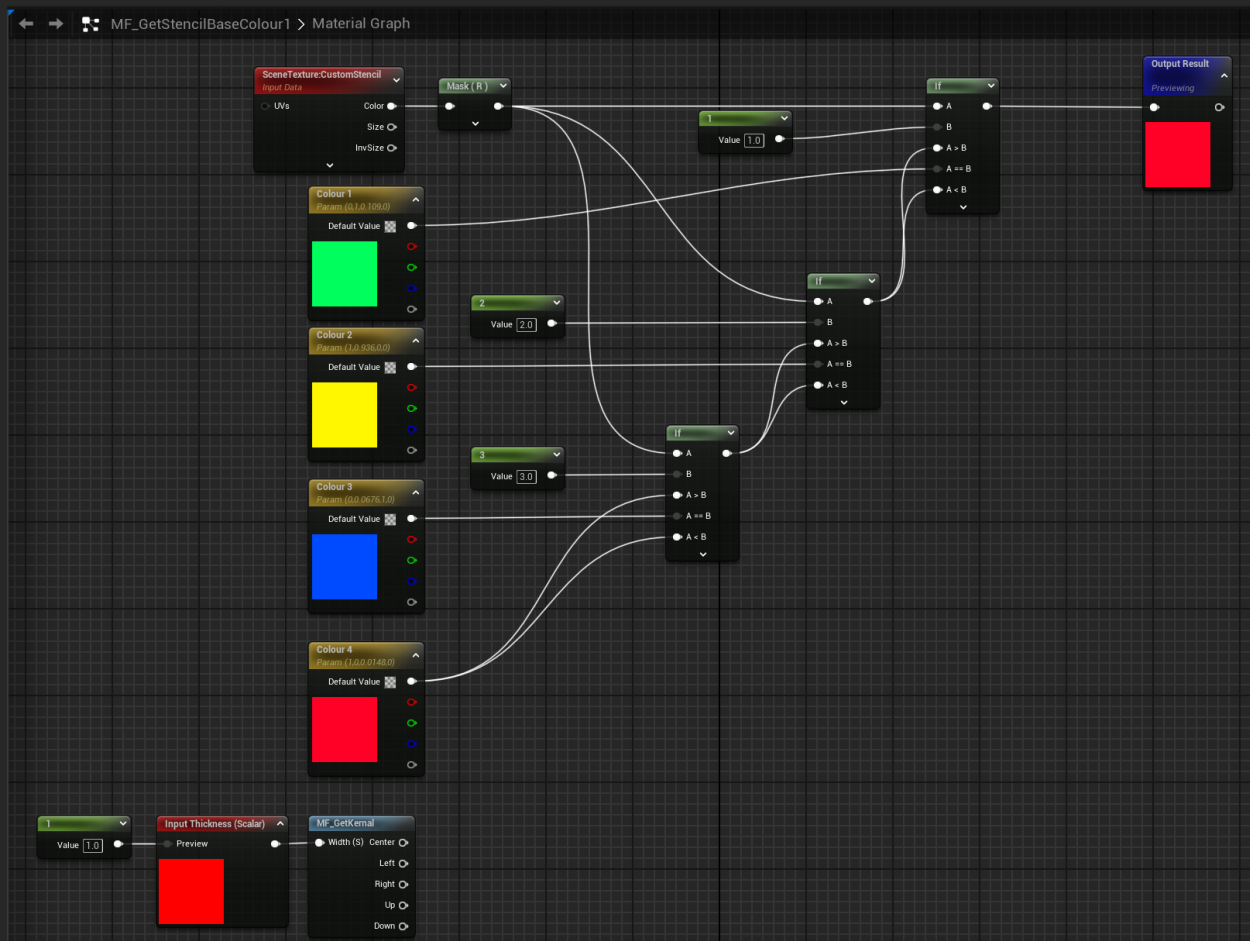 MF_GetStencilBaseColour1 > Material Graph
SceneTexture:CustomStencil
Input Data
UVs Color
Size
InvSize
Mask ( R )
1
Value 1.0
If
A
B
A > B
A == B
A < B
Output Result
Previewing
Colour 1
Param (0,1,0.109,0)
Default Value
2
Value 2.0
If
A
B
A > B
A == B
A < B
Colour 2
Param (1,0.936,0,0)
Default Value
3
Value 3.0
If
A
B
A > B
A == B
A < B
Colour 3
Param (0,0.0676,1,0)
Default Value
Colour 4
Param (1,0,0.0148,0)
Default Value
1
Value 1.0
Input Thickness (Scalar)
Preview
MF_GetKernal
Width (S) Center
Left
Right
Up
Down